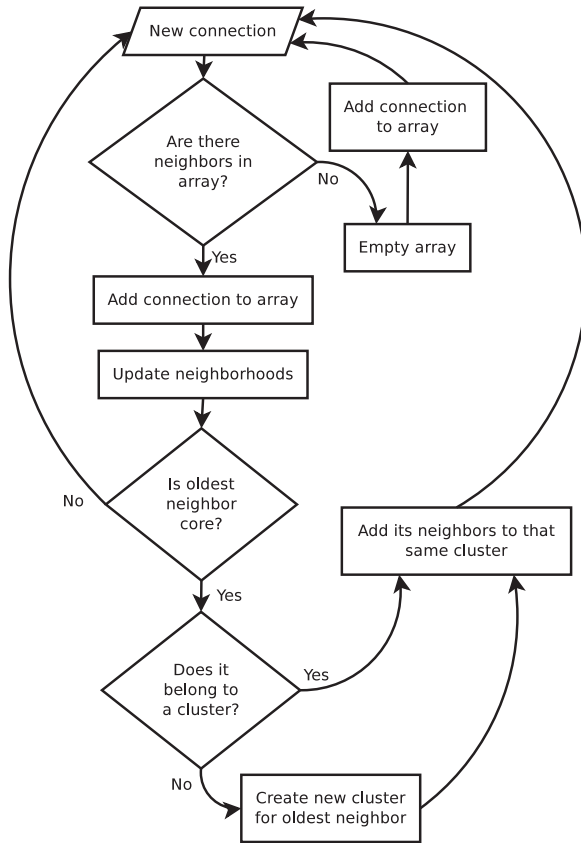 New connection
Are there
neighbors in
array?
No
Add connection
to array
Empty array
Yes
Add connection to array
Update neighborhoods
Is oldest
neighbor
core?
No
Yes
Add its neighbors to that
same cluster
Does it
belong to
a cluster?
Yes
No
Create new cluster
for oldest neighbor